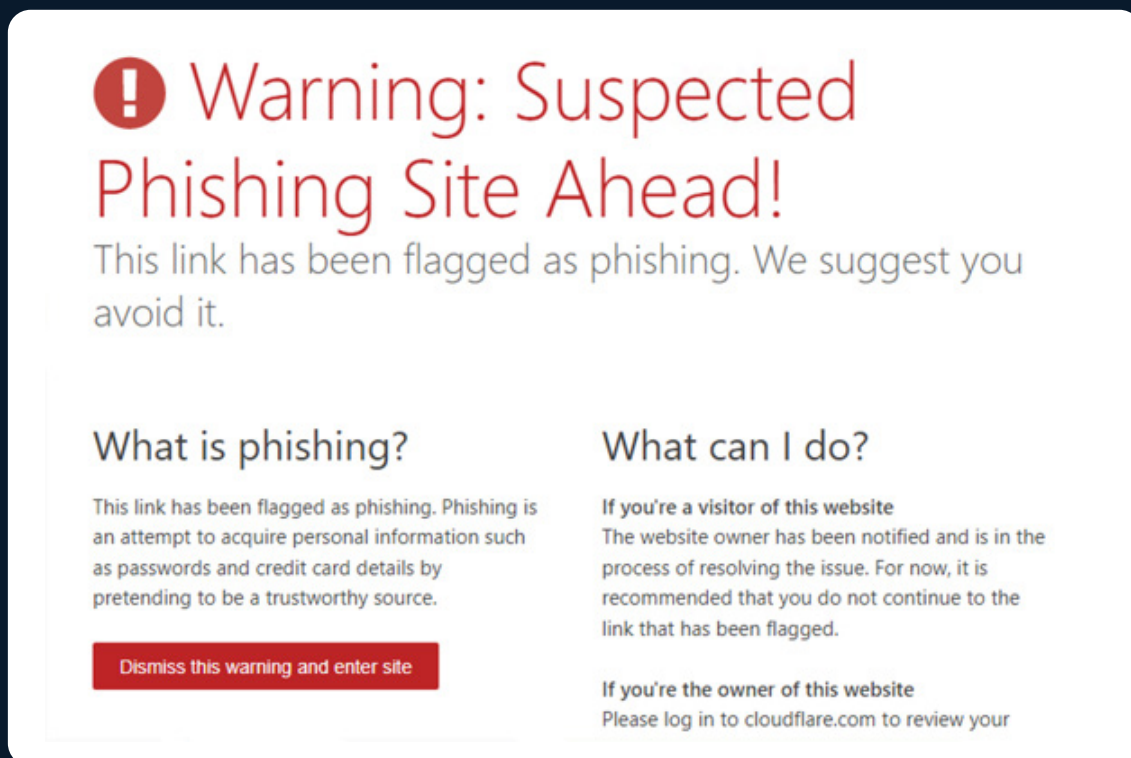 Warning: Suspected
Phishing Site Ahead!
This link has been flagged as phishing. We suggest you
avoid it.
What is phishing?
This link has been flagged as phishing. Phishing is
an attempt to acquire personal information such
as passwords and credit card details by
pretending to be a trustworthy source.
Dismiss this warning and enter site
What can I do?
If you're a visitor of this website
The website owner has been notified and is in the
process of resolving the issue. For now, it is
recommended that you do not continue to the
link that has been flagged.
If you're the owner of this website
Please log in to cloudflare.com to review your